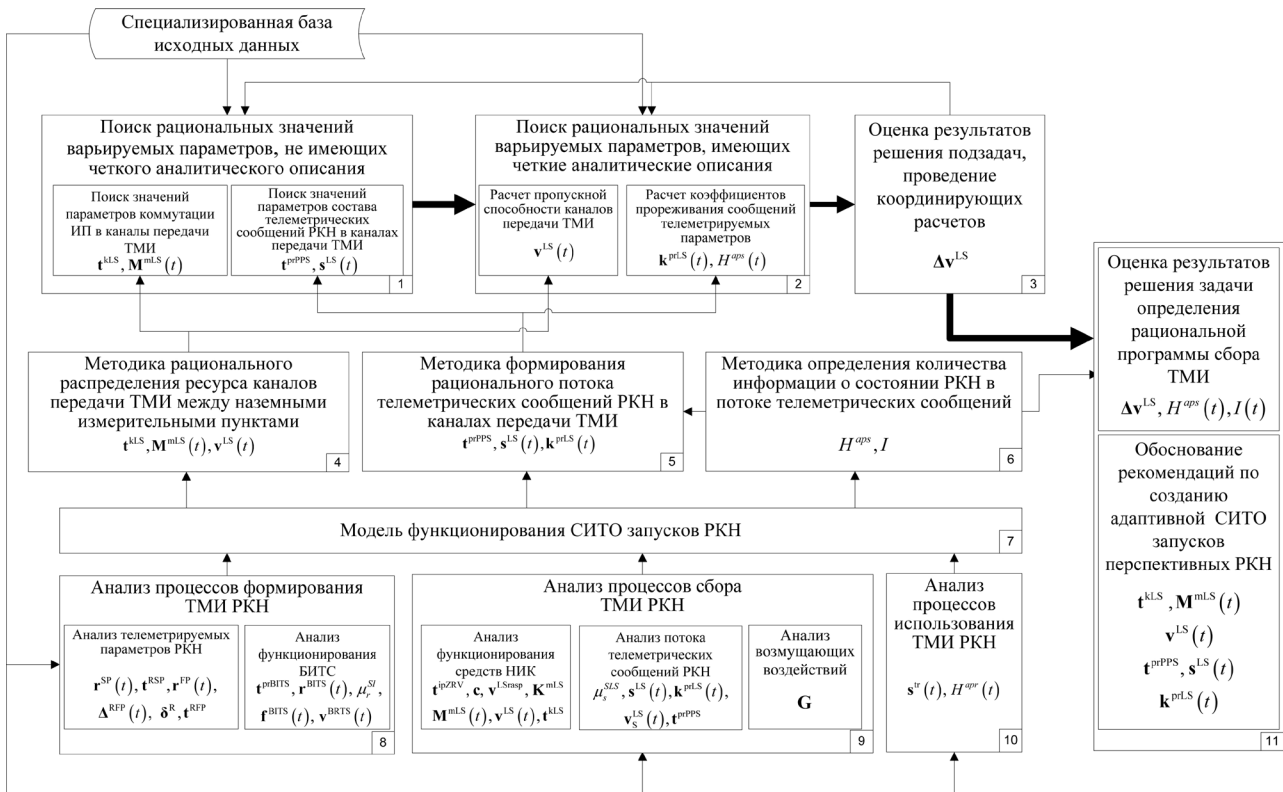 Специализированная база
исходных данных
Поиск рациональных значений
варьируемых параметров, не имеющих
четкого аналитического описания
Поиск значений
параметров коммутации
ИП в каналы передачи
ТМИ
t^kLS, M^mLS(t)
Поиск значений
параметров состава
телеметрических
сообщений РКН в каналах
передачи ТМИ
t^prPPS, s^LS(t)
1
Поиск рациональных значений
варьируемых параметров, имеющих
четкие аналитические описания
Расчет пропускной
способности каналов
передачи ТМИ
v^LS(t)
Расчет коэффициентов
прореживания сообщений
телеметрируемых
параметров
k^prLS(t), H^aps(t)
2
Оценка результатов
решения подзадач,
проведение
координирующих
расчетов
Δv^LS
3
Методика рационального
распределения ресурса каналов
передачи ТМИ между наземными
измерительными пунктами
t^kLS, M^mLS(t), v^LS(t)
4
Методика формирования
рационального потока
телеметрических сообщений РКН в
каналах передачи ТМИ
t^prPPS, s^LS(t), k^prLS(t)
5
Методика определения количества
информации о состоянии РКН в
потоке телеметрических сообщений
H^aps, I
6
Модель функционирования СИТО запусков РКН
7
Анализ процессов формирования
ТМИ РКН
Анализ телеметрируемых
параметров РКН
r^SP(t), t^RSP, r^FP(t),
Δ^RFP(t), δ^R, t^RFP
Анализ
функционирования
БИТС
t^prBITS, r^BITS(t), μ_r^SI,
f^BITS(t), v^BRTS(t)
8
Анализ процессов сбора
ТМИ РКН
Анализ
функционирования
средств НИК
t^ipZRV, c, v^LSrasp, K^mLS
M^mLS(t), v^LS(t), t^kLS
Анализ потока
телеметрических
сообщений РКН
μ_s^SLS, s^LS(t), k^prLS(t),
v_S^LS(t), t^prPPS
Анализ
возмущающих
воздействий
G
9
Анализ
процессов
использования
ТМИ РКН
s^tr(t), H^apr(t)
10
Оценка результатов
решения задачи
определения
рациональной
программы сбора
ТМИ
Δv^LS, H^aps(t), I(t)
Обоснование
рекомендаций по
созданию
адаптивной СИТО
запусков
перспективных РКН
t^kLS, M^mLS(t)
v^LS(t)
t^prPPS, s^LS(t)
k^prLS(t)
11